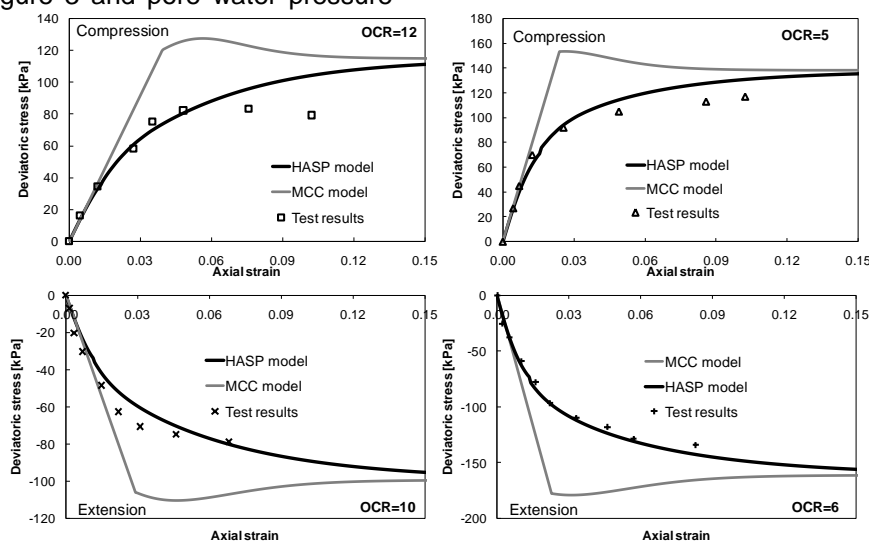 gure 8 and pore water pressure
Compression
OCR=12
Deviatoric stress [kPa]
140
120
100
80
60
40
20
0
HASP model
MCC model
Test results
0.00 0.03 0.06 0.09 0.12 0.15
Axial strain
Compression
OCR=5
Deviatoric stress [kPa]
180
160
140
120
100
80
60
40
20
0
HASP model
MCC model
Test results
0.00 0.03 0.06 0.09 0.12 0.15
Axial strain
Deviatoric stress [kPa]
0
-20
-40
-60
-80
-100
-120
0.00 0.03 0.06 0.09 0.12 0.15
HASP model
MCC model
Test results
Extension
OCR=10
Axial strain
Deviatoric stress [kPa]
0
-50
-100
-150
-200
0.00 0.03 0.06 0.09 0.12 0.15
MCC model
HASP model
Test results
Extension
OCR=6
Axial strain